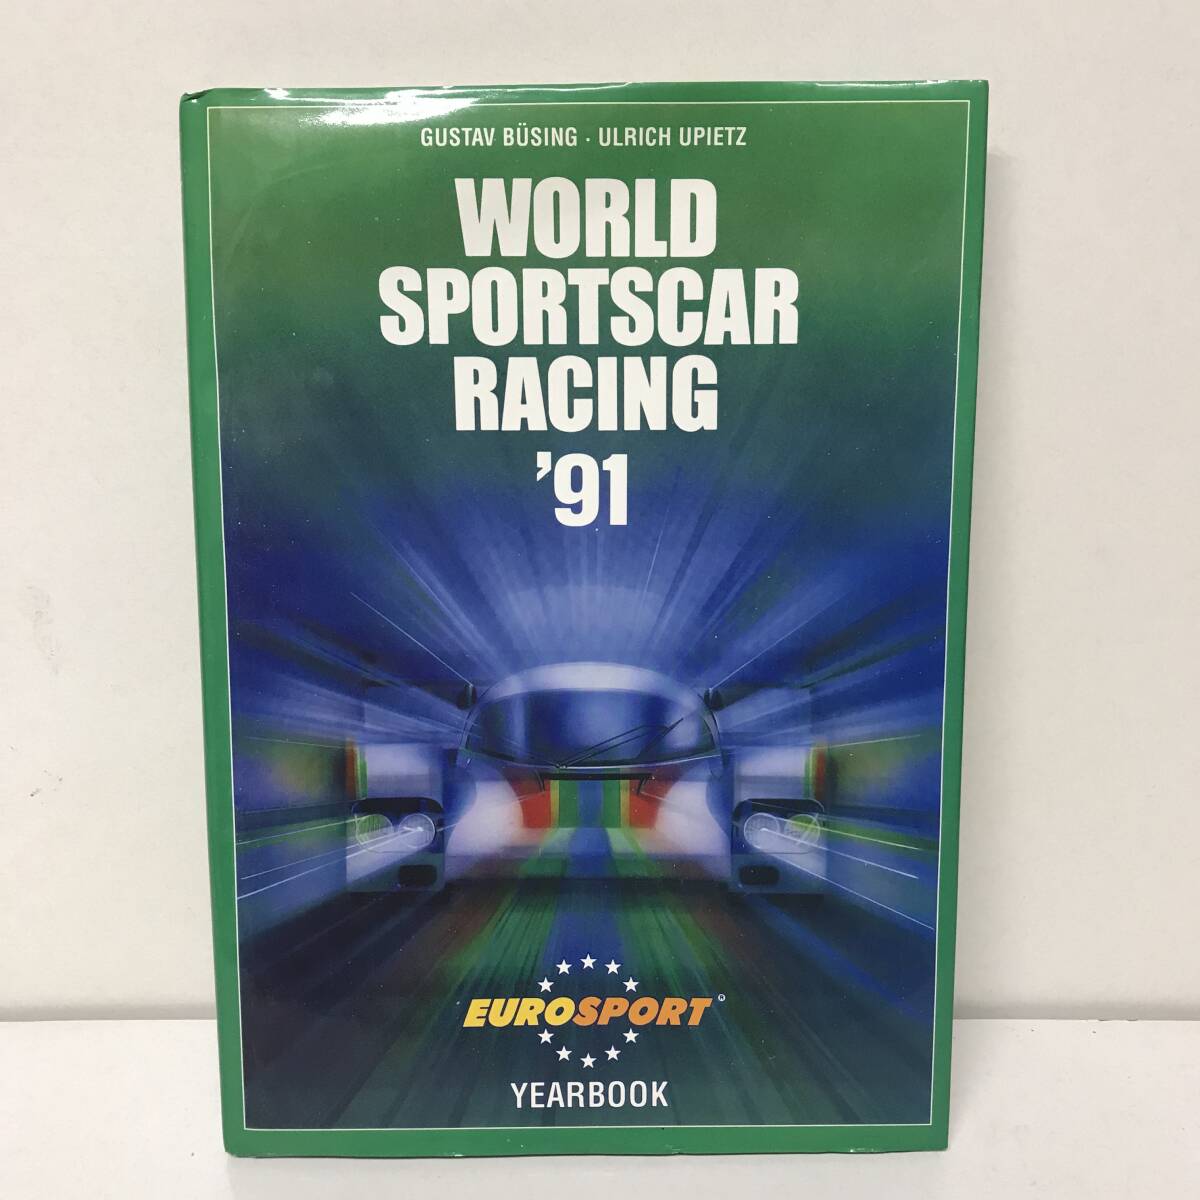 GUSTAV BÜSING · ULRICH UPIETZ
WORLD
SPORTSCAR
RACING
'91
EUROSPORT®
YEARBOOK